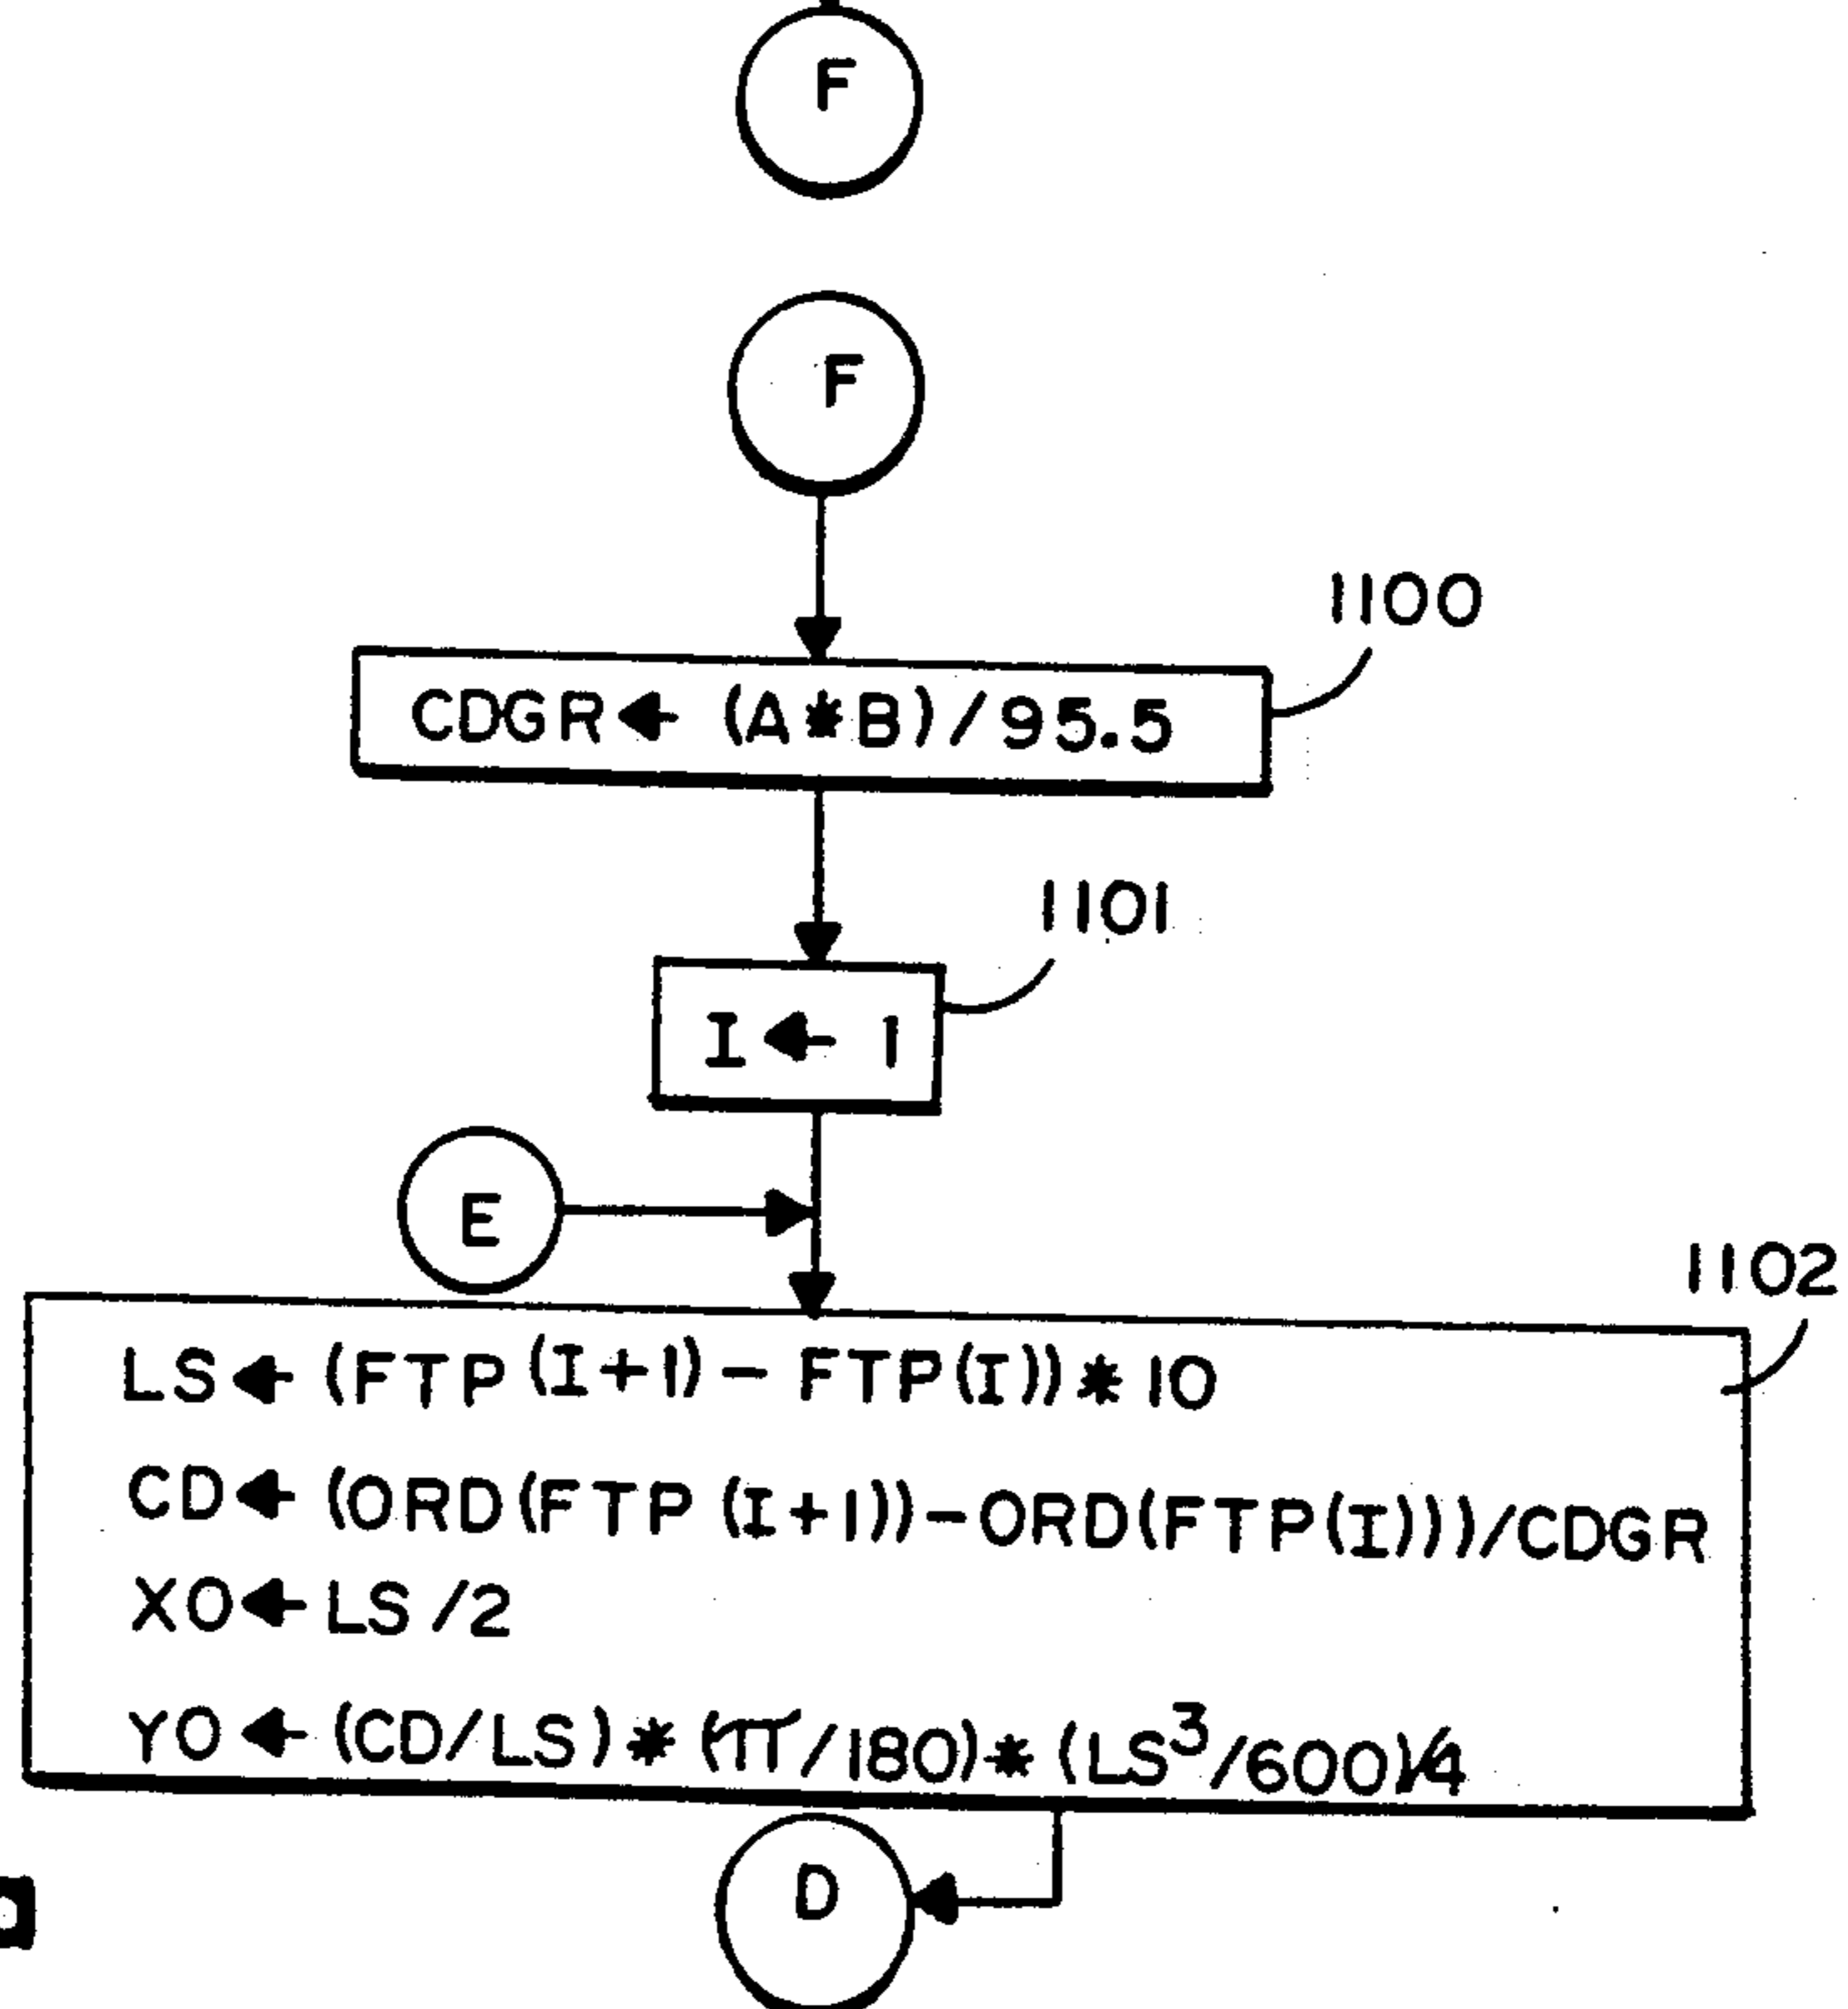 F
F
1100
CDGR← (A*B)/95.5
1101
I← 1
E
1102
LS← (FTP(I+1)- FTP(I))*10
CD← (ORD(FTP(I+1))-ORD(FTP(I)))/CDGR
XO← LS/2
YO← (CD/LS)*(π/180)*(LS³/600)/4
D